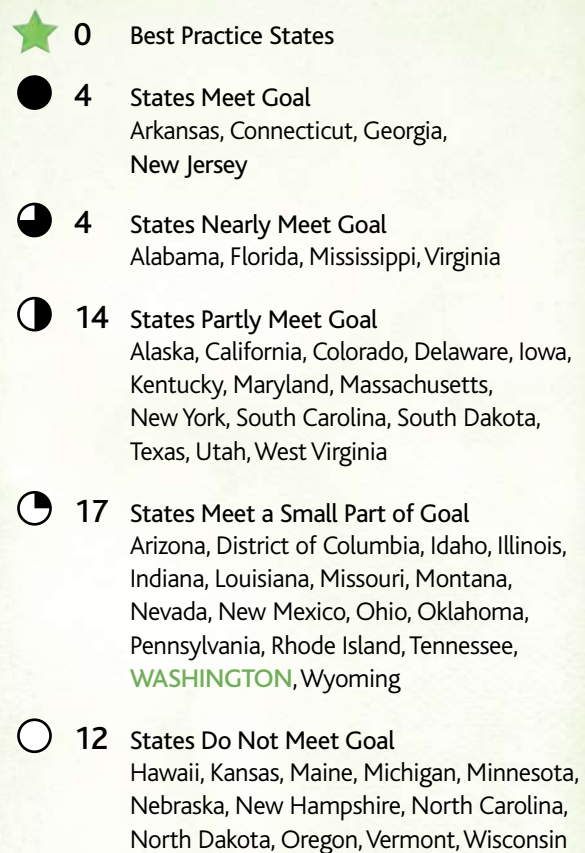 0 Best Practice States
4 States Meet Goal
Arkansas, Connecticut, Georgia,
New Jersey
4 States Nearly Meet Goal
Alabama, Florida, Mississippi, Virginia
14 States Partly Meet Goal
Alaska, California, Colorado, Delaware, Iowa,
Kentucky, Maryland, Massachusetts,
New York, South Carolina, South Dakota,
Texas, Utah, West Virginia
17 States Meet a Small Part of Goal
Arizona, District of Columbia, Idaho, Illinois,
Indiana, Louisiana, Missouri, Montana,
Nevada, New Mexico, Ohio, Oklahoma,
Pennsylvania, Rhode Island, Tennessee,
WASHINGTON, Wyoming
12 States Do Not Meet Goal
Hawaii, Kansas, Maine, Michigan, Minnesota,
Nebraska, New Hampshire, North Carolina,
North Dakota, Oregon, Vermont, Wisconsin